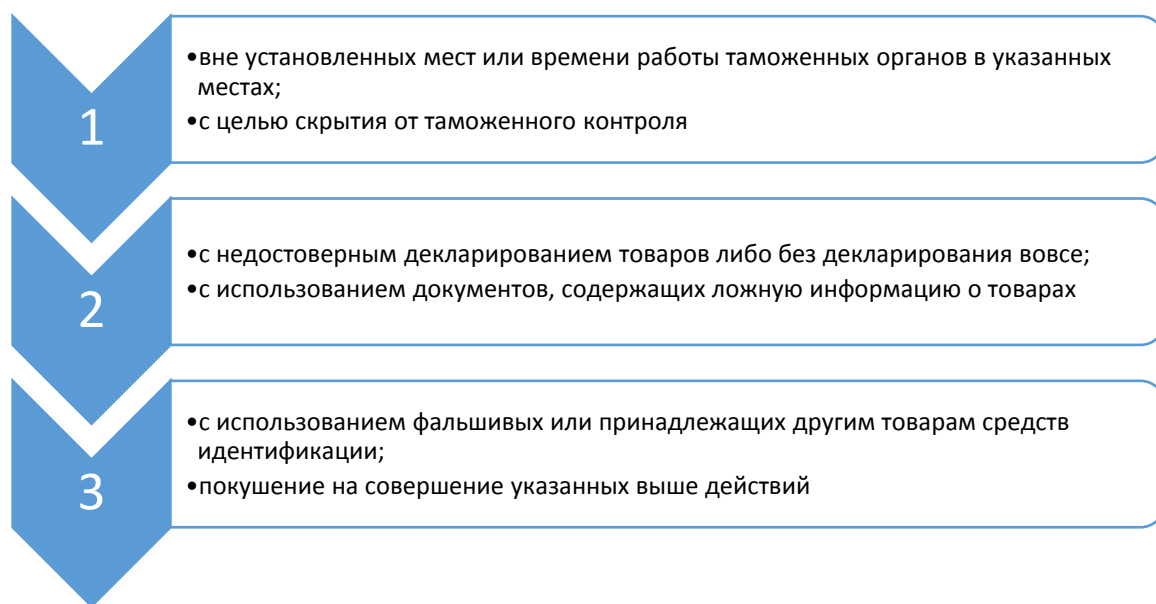 1
•вне установленных мест или времени работы таможенных органов в указанных
местах;
•с целью скрытия от таможенного контроля
2
•с недостоверным декларированием товаров либо без декларирования вовсе;
•с использованием документов, содержащих ложную информацию о товарах
3
•с использованием фальшивых или принадлежащих другим товарам средств
идентификации;
•покушение на совершение указанных выше действий